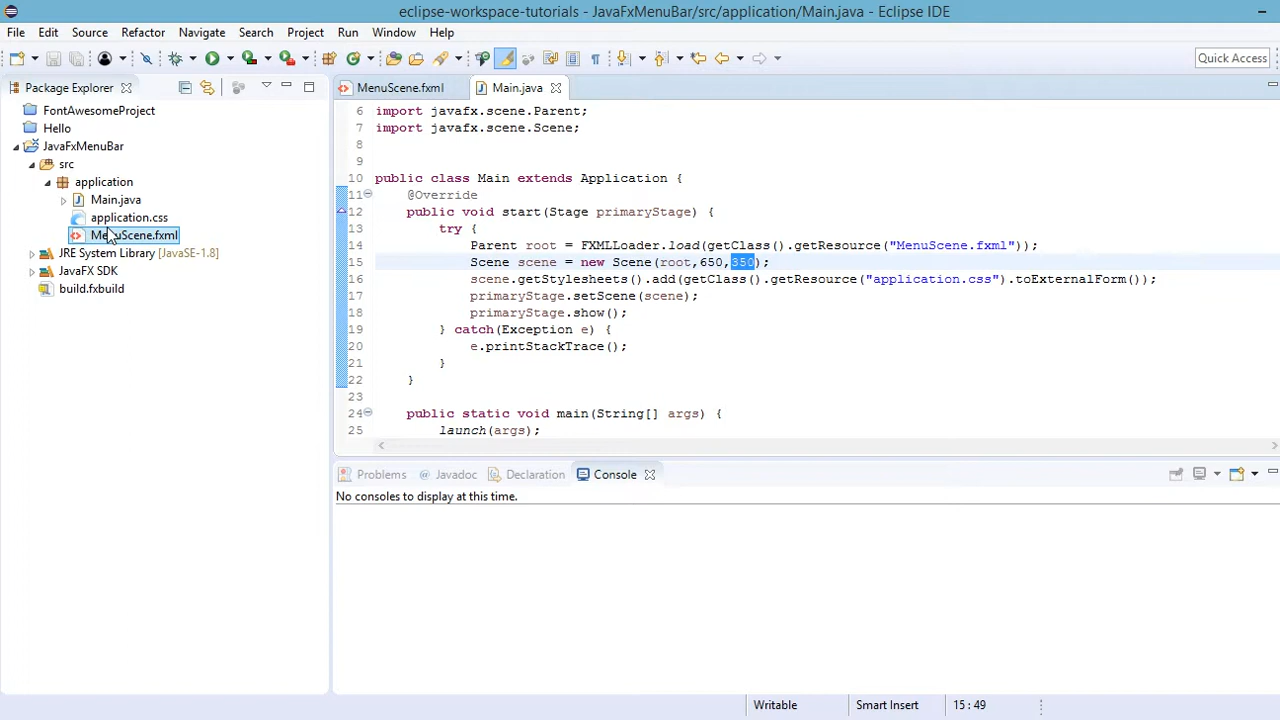 eclipse-workspace-tutorials - JavaFxMenuBar/src/application/Main.java - Eclipse IDE
File Edit Source Refactor Navigate Search Project Run Window Help
Quick Access
Package Explorer
FontAwesomeProject
Hello
JavaFxMenuBar
src
application
Main.java
application.css
MenuScene.fxml
JRE System Library [JavaSE-1.8]
JavaFX SDK
build.fxbuild
MenuScene.fxml Main.java
6 import javafx.scene.Parent;
7 import javafx.scene.Scene;
8
9
10 public class Main extends Application {
11 @Override
12 public void start(Stage primaryStage) {
13 try {
14 Parent root = FXMLLoader.load(getClass().getResource("MenuScene.fxml"));
15 Scene scene = new Scene(root,650,350);
16 scene.getStylesheets().add(getClass().getResource("application.css").toExternalForm());
17 primaryStage.setScene(scene);
18 primaryStage.show();
19 } catch(Exception e) {
20 e.printStackTrace();
21 }
22 }
23
24 public static void main(String[] args) {
25 launch(args);
Problems @ Javadoc Declaration Console
No consoles to display at this time.
Writable Smart Insert 15 : 49